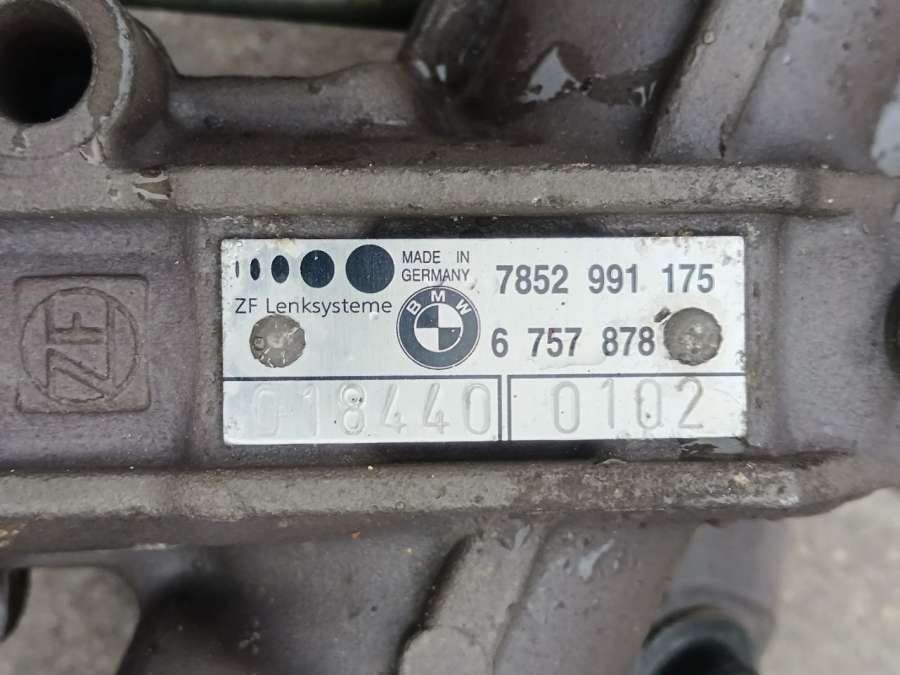 MADE IN
GERMANY
7852 991 175
ZF Lenksysteme
BMW
6 757 878
018440 0102
ZF